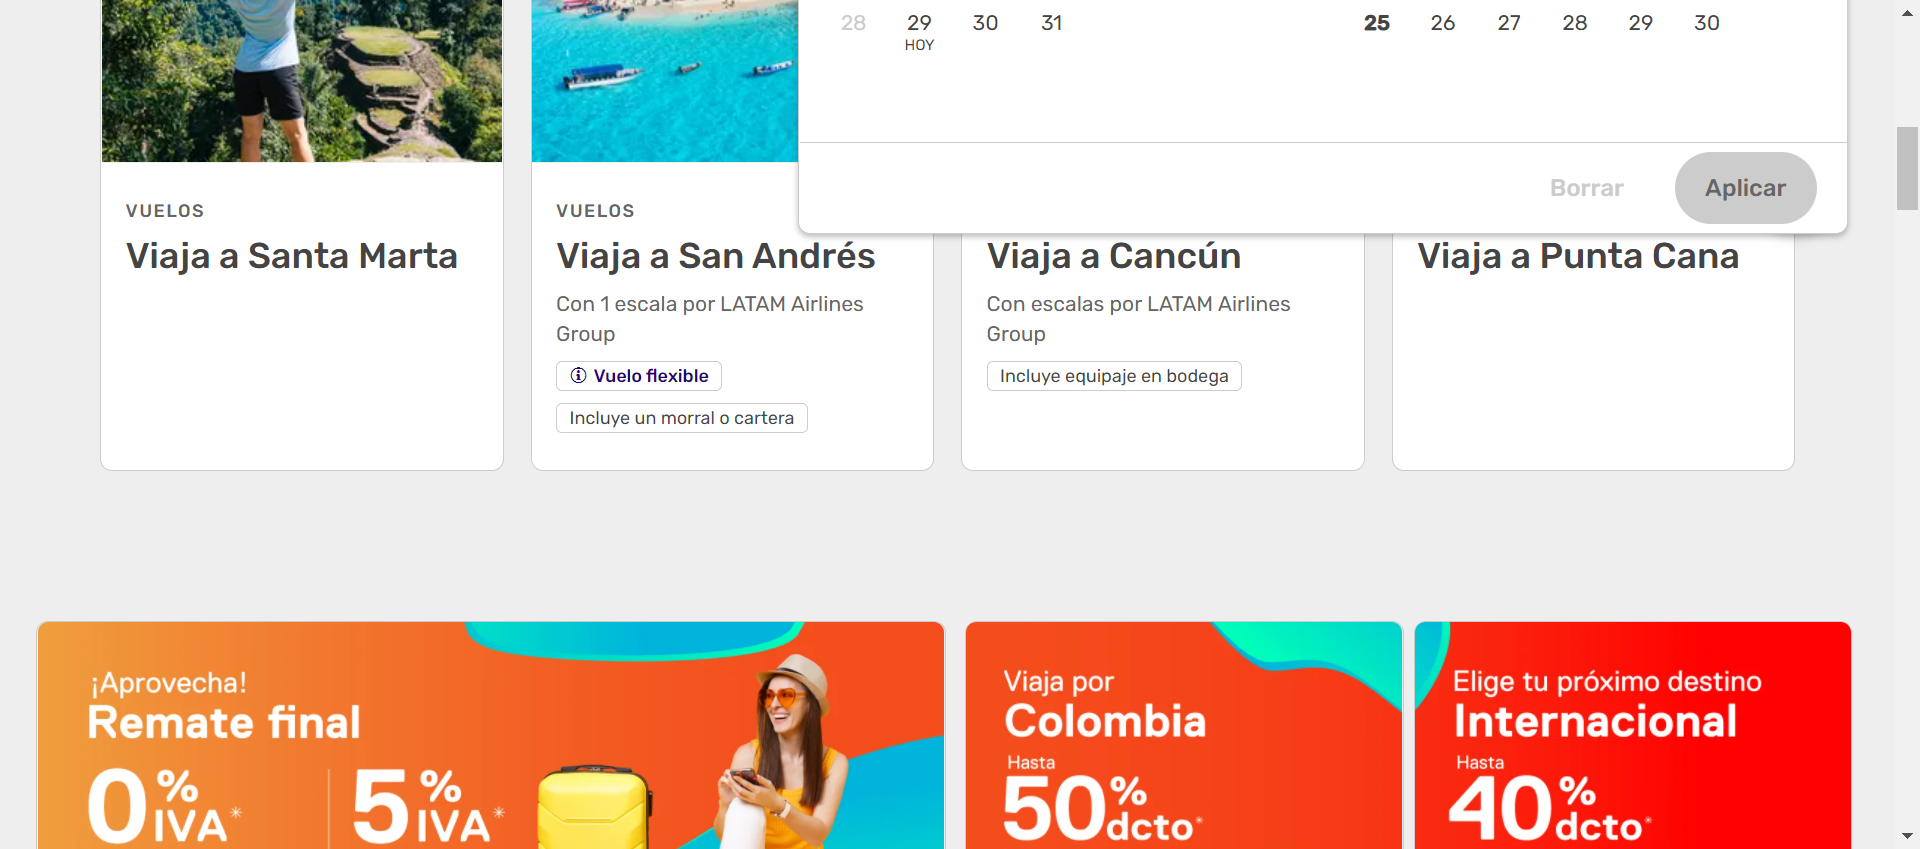 28 29 30 31
HOY
25 26 27 28 29 30
Borrar Aplicar
VUELOS
Viaja a Santa Marta
VUELOS
Viaja a San Andrés
Con 1 escala por LATAM Airlines
Group
Vuelo flexible
Incluye un morral o cartera
Viaja a Cancún
Con escalas por LATAM Airlines
Group
Incluye equipaje en bodega
Viaja a Punta Cana
¡Aprovecha!
Remate final
0% IVA* 5% IVA*
Viaja por
Colombia
Hasta
50% dcto*
Elige tu próximo destino
Internacional
Hasta
40% dcto*